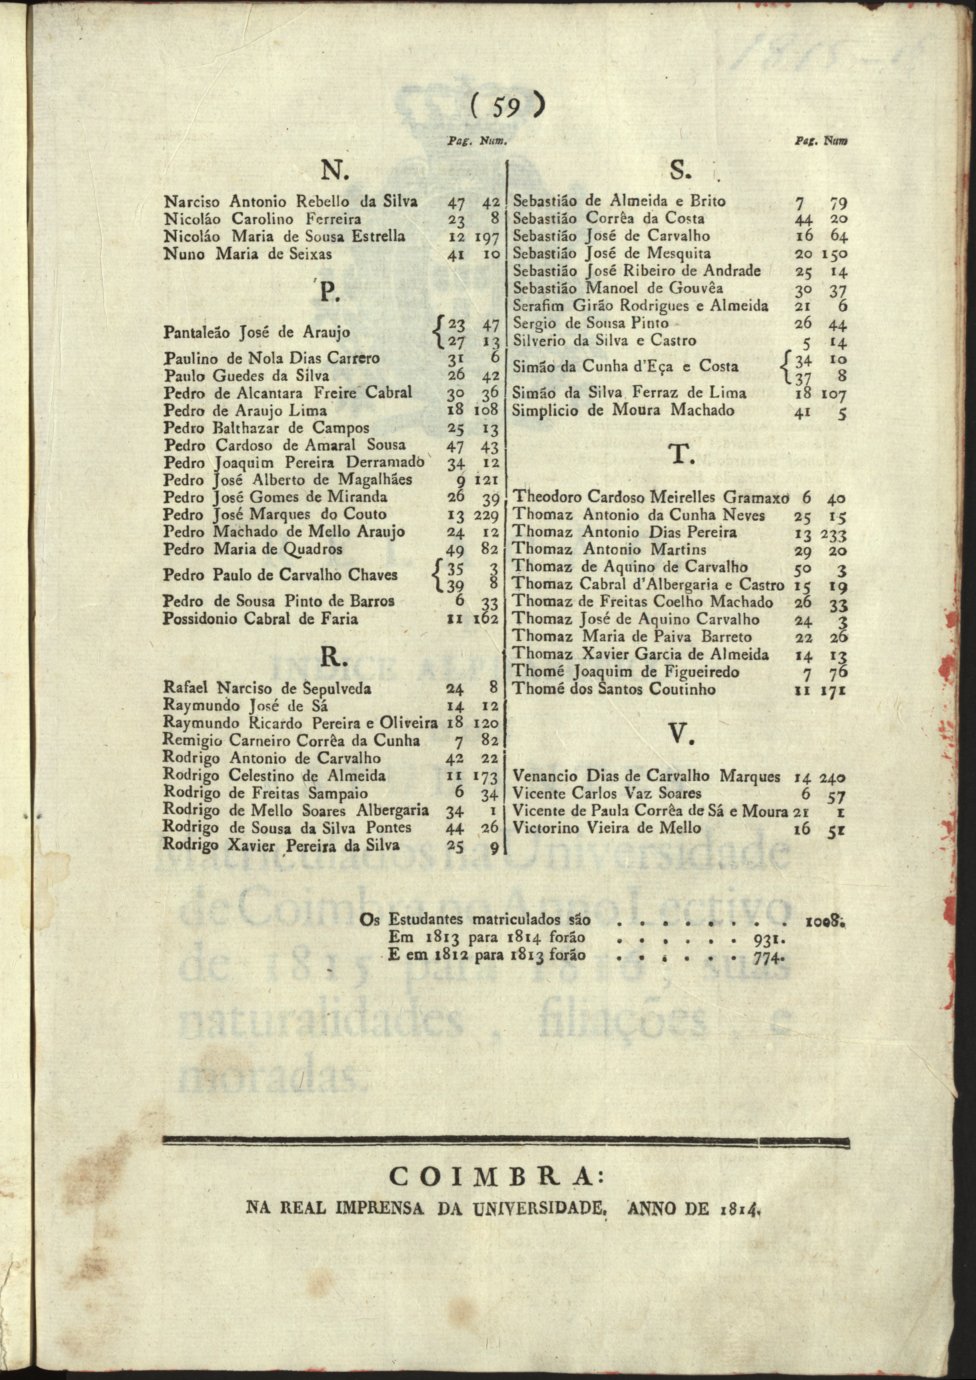 ( 59 )
Pag. Num.
N.
Narciso Antonio Rebello da Silva 47 42
Nicoláo Carolino Ferreira 23 8
Nicoláo Maria de Sousa Estrella 12 197
Nuno Maria de Seixas 41 10
P.
Pantaleão José de Araujo { 23 47
27 13
Paulino de Nola Dias Carrero 31 6
Paulo Guedes da Silva 26 42
Pedro de Alcantara Freire Cabral 30 36
Pedro de Araujo Lima 18 108
Pedro Balthazar de Campos 25 13
Pedro Cardoso de Amaral Sousa 47 43
Pedro Joaquim Pereira Derramado 34 12
Pedro José Alberto de Magalhães 9 121
Pedro José Gomes de Miranda 26 39
Pedro José Marques do Couto 13 229
Pedro Machado de Mello Araujo 24 12
Pedro Maria de Quadros 49 82
Pedro Paulo de Carvalho Chaves { 35 3
39 8
Pedro de Sousa Pinto de Barros 6 33
Possidonio Cabral de Faria 11 162
R.
Rafael Narciso de Sepulveda 24 8
Raymundo José de Sá 14 12
Raymundo Ricardo Pereira e Oliveira 18 120
Remigio Carneiro Corrêa da Cunha 7 82
Rodrigo Antonio de Carvalho 42 22
Rodrigo Celestino de Almeida 11 173
Rodrigo de Freitas Sampaio 6 34
Rodrigo de Mello Soares Albergaria 34 1
Rodrigo de Sousa da Silva Pontes 44 26
Rodrigo Xavier Pereira da Silva 25 9
Pag. Num
S.
Sebastião de Almeida e Brito 7 79
Sebastião Corrêa da Costa 44 20
Sebastião José de Carvalho 16 64
Sebastião José de Mesquita 20 150
Sebastião José Ribeiro de Andrade 25 14
Sebastião Manoel de Gouvêa 30 37
Serafim Girão Rodrigues e Almeida 21 6
Sergio de Sousa Pinto 26 44
Silverio da Silva e Castro 5 14
Simão da Cunha d'Eça e Costa { 34 10
37 8
Simão da Silva Ferraz de Lima 18 107
Simplicio de Moura Machado 41 5
T.
Theodoro Cardoso Meirelles Gramaxo 6 40
Thomaz Antonio da Cunha Neves 25 15
Thomaz Antonio Dias Pereira 13 233
Thomaz Antonio Martins 29 20
Thomaz de Aquino de Carvalho 50 3
Thomaz Cabral d'Albergaria e Castro 15 19
Thomaz de Freitas Coelho Machado 26 33
Thomaz José de Aquino Carvalho 24 3
Thomaz Maria de Paiva Barreto 22 26
Thomaz Xavier Garcia de Almeida 14 13
Thomé Joaquim de Figueiredo 7 76
Thomé dos Santos Coutinho 11 171
V.
Venancio Dias de Carvalho Marques 14 240
Vicente Carlos Vaz Soares 6 57
Vicente de Paula Corrêa de Sá e Moura 21 1
Victorino Vieira de Mello 16 51
Os Estudantes matriculados são . . . . . . . . 1008.
Em 1813 para 1814 forão . . . . . . 931.
E em 1812 para 1813 forão . . . . . . 774.
COIMBRA:
NA REAL IMPRENSA DA UNIVERSIDADE. ANNO DE 1814.